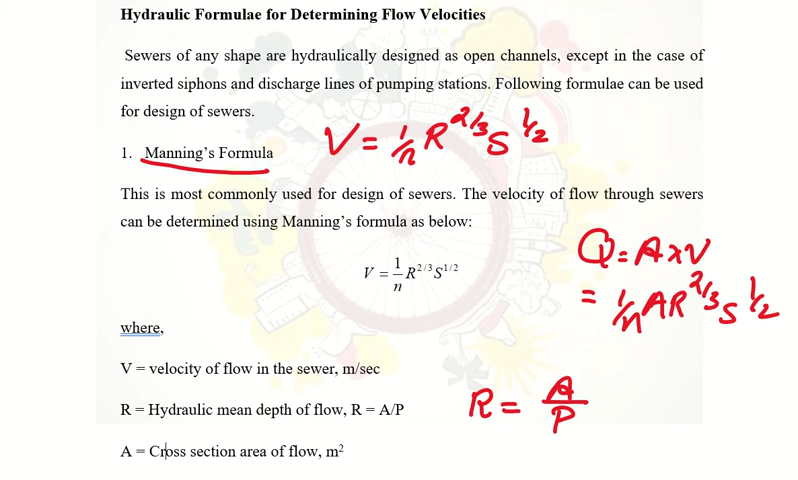 Hydraulic Formulae for Determining Flow Velocities
Sewers of any shape are hydraulically designed as open channels, except in the case of
inverted siphons and discharge lines of pumping stations. Following formulae can be used
for design of sewers.
V = 1/n R^2/3 S^1/2
1. Manning's Formula
This is most commonly used for design of sewers. The velocity of flow through sewers
can be determined using Manning's formula as below:
Q = A x V
V = 1/n R^2/3 S^1/2
= 1/n A R^2/3 S^1/2
where,
V = velocity of flow in the sewer, m/sec
R = Hydraulic mean depth of flow, R = A/P
R = A/P
A = Cross section area of flow, m²